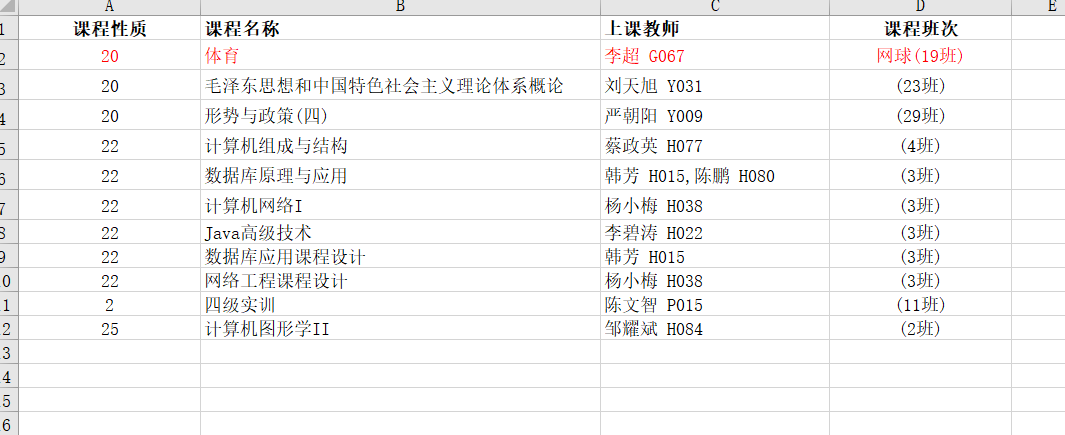 A B C D E
1 课程性质 课程名称 上课教师 课程班次
2 20 体育 李超 G067 网球(19班)
3 20 毛泽东思想和中国特色社会主义理论体系概论 刘天旭 Y031 (23班)
4 20 形势与政策(四) 严朝阳 Y009 (29班)
5 22 计算机组成与结构 蔡政英 H077 (4班)
6 22 数据库原理与应用 韩芳 H015,陈鹏 H080 (3班)
7 22 计算机网络I 杨小梅 H038 (3班)
8 22 Java高级技术 李碧涛 H022 (3班)
9 22 数据库应用课程设计 韩芳 H015 (3班)
.0 22 网络工程课程设计 杨小梅 H038 (3班)
.1 2 四级实训 陈文智 P015 (11班)
.2 25 计算机图形学II 邹耀斌 H084 (2班)
.3
.4
.5
.6